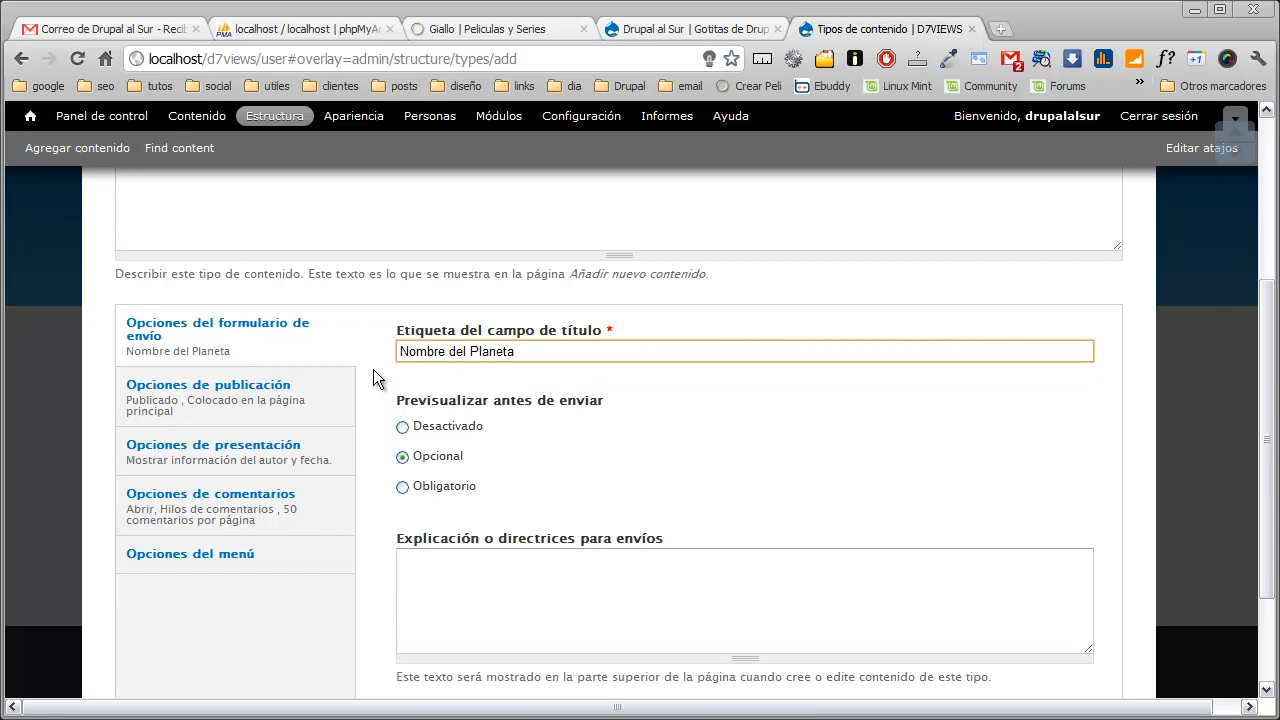 Correo de Drupal al Sur - Recib
localhost / localhost | phpMyA
Giallo | Peliculas y Series
Drupal al Sur | Gotitas de Drup
Tipos de contenido | D7VIEWS
localhost/d7views/user#overlay=admin/structure/types/add
google
ngo
tutos
social
utiles
clientes
posts
diseño
links
dia
Drupal
email
Crear Peli
Ebuddy
Linux Mint
Community
Forums
»
Otros marcadores
Panel de control
Contenido
Estructura
Apariencia
Personas
Módulos
Configuración
Informes
Ayuda
Bienvenido, drupalalsur
Cerrar sesión
Agregar contenido
Find content
Editar atajos
Describir este tipo de contenido. Este texto es lo que se muestra en la página Añadir nuevo contenido.
Opciones del formulario de
envío
Nombre del Planeta
Opciones de publicación
Publicado , Colocado en la página
principal
Opciones de presentación
Mostrar información del autor y fecha.
Opciones de comentarios
Abrir, Hilos de comentarios , 50
comentarios por página
Opciones del menú
Etiqueta del campo de título *
Nombre del Planeta
Previsualizar antes de enviar
Desactivado
Opcional
Obligatorio
Explicación o directrices para envíos
Este texto será mostrado en la parte superior de la página cuando cree o edite contenido de este tipo.